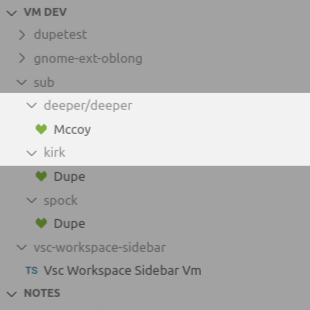 VM DEV
dupetest
gnome-ext-oblong
sub
deeper/deeper
Mccoy
kirk
Dupe
spock
Dupe
vsc-workspace-sidebar
TS Vsc Workspace Sidebar Vm
NOTES